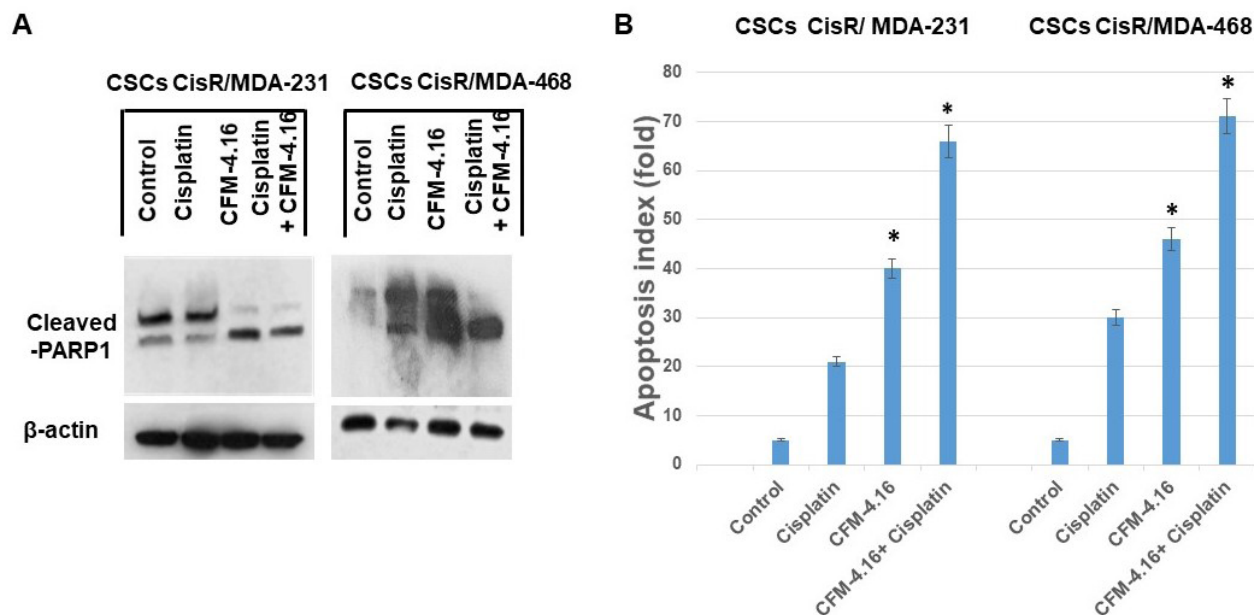 A
CSCs CisR/MDA-231
CSCs CisR/MDA-468
Control
Cisplatin
CFM-4.16
Cisplatin
+ CFM-4.16
Control
Cisplatin
CFM-4.16
Cisplatin
+ CFM-4.16
Cleaved
-PARP1
β-actin
B
CSCs CisR/ MDA-231
CSCs CisR/MDA-468
Apoptosis index (fold)
80
70
60
50
40
30
20
10
0
*
*
*
*
Control
Cisplatin
CFM-4.16
CFM-4.16+ Cisplatin
Control
Cisplatin
CFM-4.16
CFM-4.16+ Cisplatin